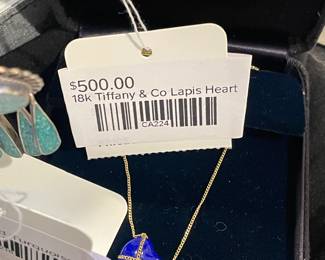 $500.00
18k Tiffany & Co Lapis Heart
CA224